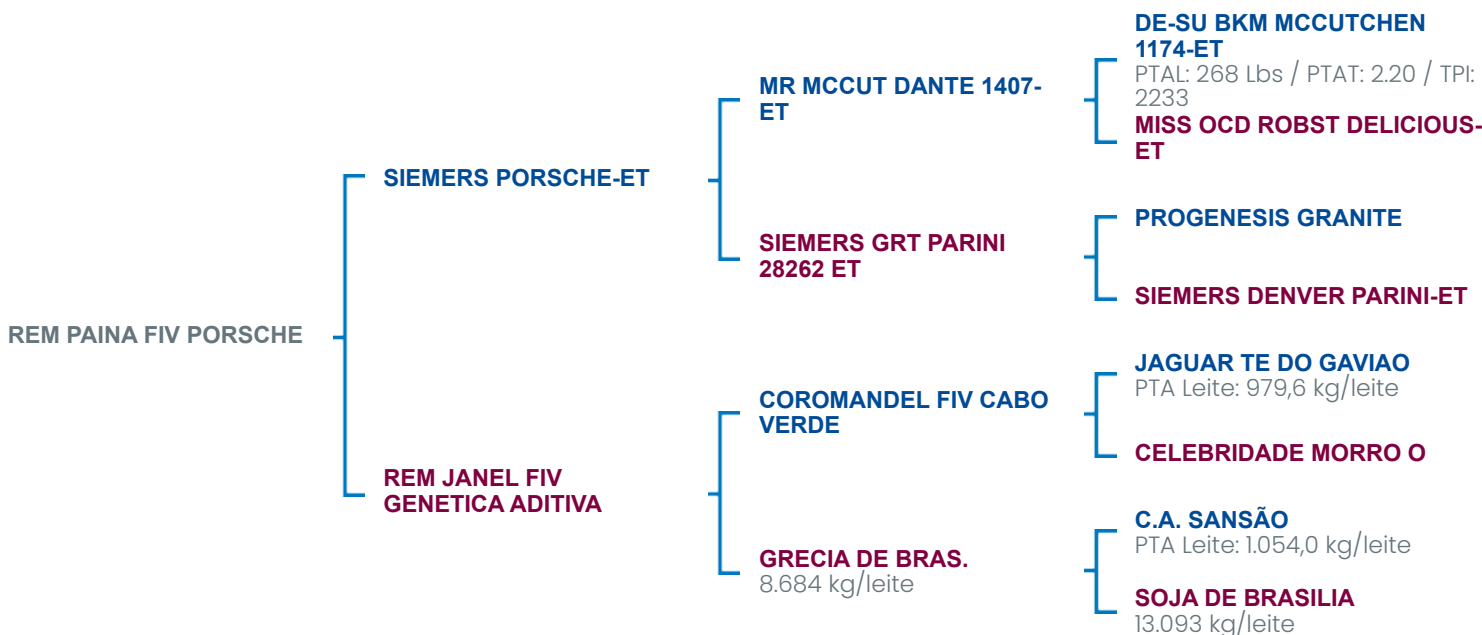 DE-SU BKM MCCUTCHEN
1174-ET
PTAL: 268 Lbs / PTAT: 2.20 / TPI:
2233
MR MCCUT DANTE 1407-
ET
MISS OCD ROBST DELICIOUS-
ET
SIEMERS PORSCHE-ET
PROGENESIS GRANITE
SIEMERS GRT PARINI
28262 ET
SIEMERS DENVER PARINI-ET
REM PAINA FIV PORSCHE
JAGUAR TE DO GAVIAO
PTA Leite: 979,6 kg/leite
COROMANDEL FIV CABO
VERDE
CELEBRIDADE MORRO O
REM JANEL FIV
GENETICA ADITIVA
C.A. SANSÃO
PTA Leite: 1.054,0 kg/leite
GRECIA DE BRAS.
8.684 kg/leite
SOJA DE BRASILIA
13.093 kg/leite